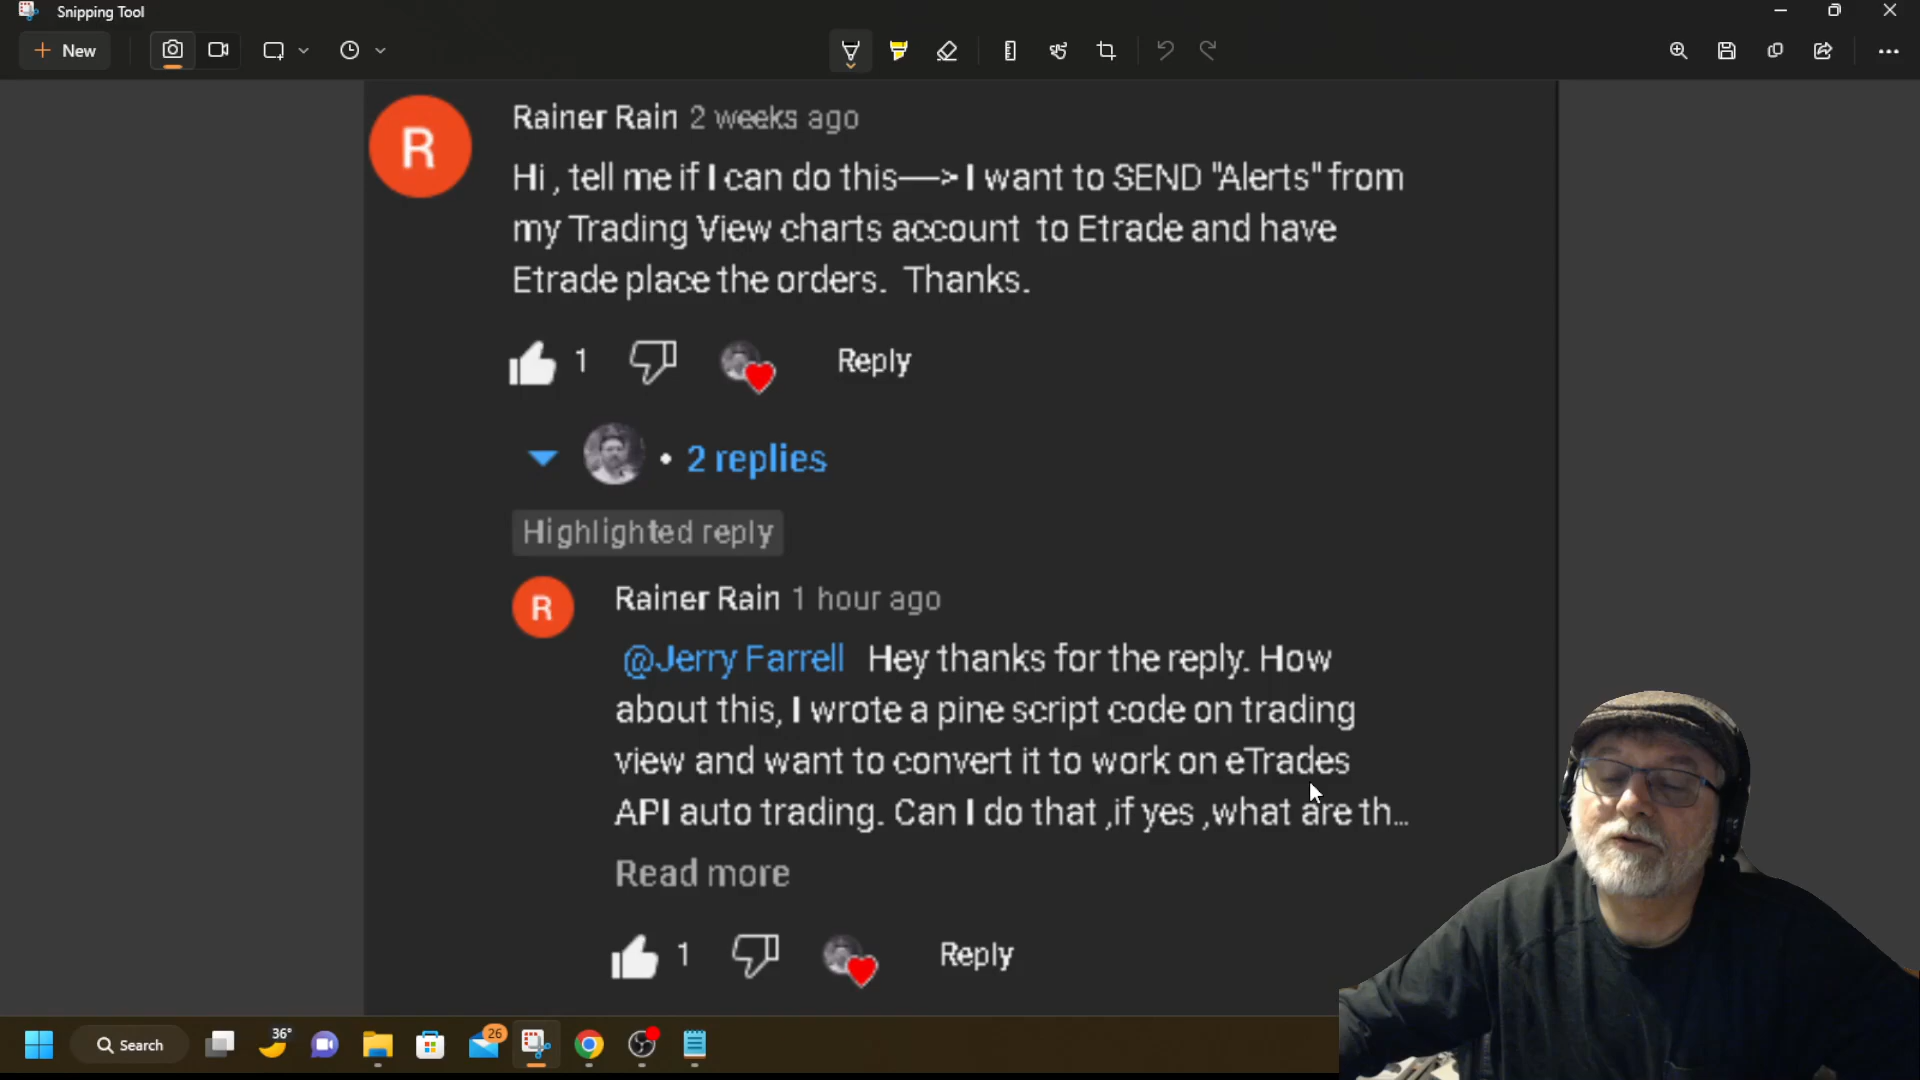 Snipping Tool
New
R
Rainer Rain 2 weeks ago
Hi , tell me if I can do this—–> I want to SEND "Alerts" from
my Trading View charts account to Etrade and have
Etrade place the orders. Thanks.
1
Reply
• 2 replies
Highlighted reply
R
Rainer Rain 1 hour ago
@Jerry Farrell Hey thanks for the reply. How
about this, I wrote a pine script code on trading
view and want to convert it to work on eTrades
API auto trading. Can I do that ,if yes ,what are th...
Read more
1
Reply
Search
36°
26